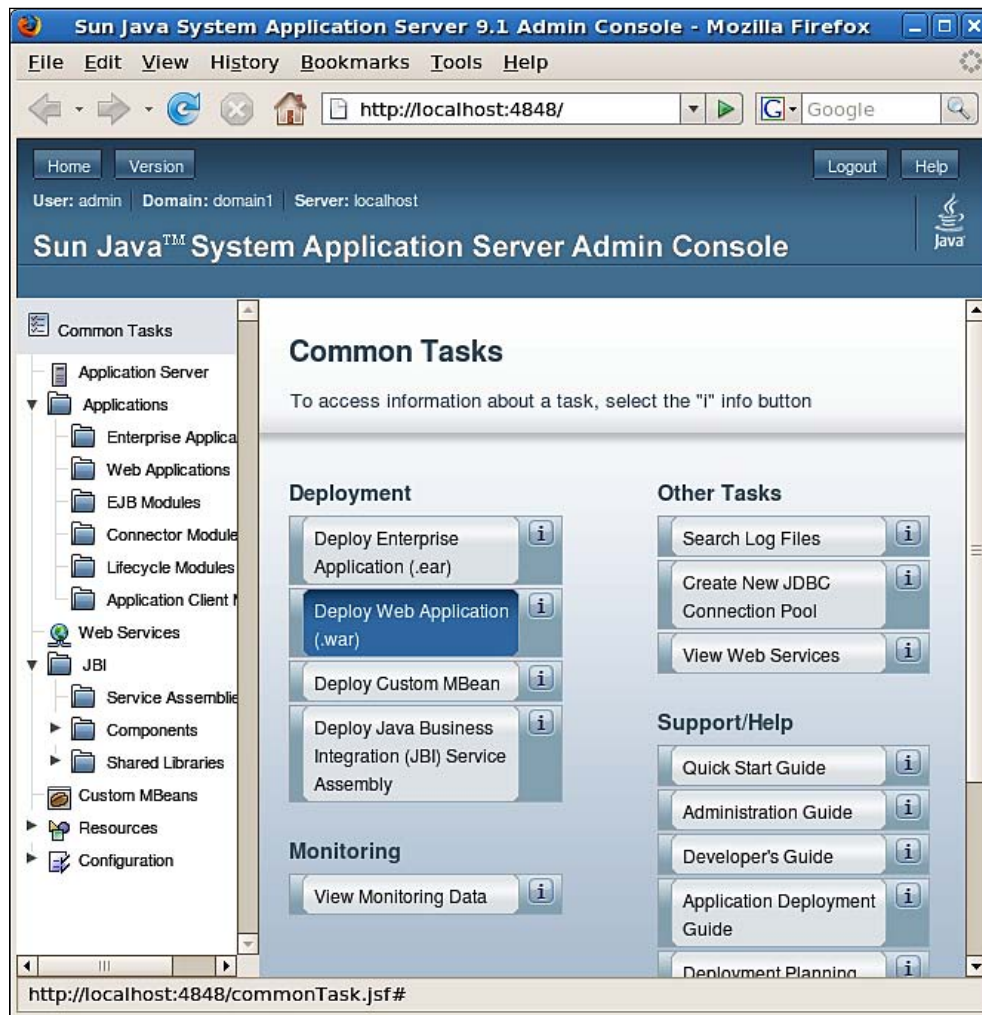 Sun Java System Application Server 9.1 Admin Console - Mozilla Firefox
File Edit View History Bookmarks Tools Help
http://localhost:4848/
G
Google
Home
Version
Logout
Help
User: admin Domain: domain1 Server: localhost
Sun Java™ System Application Server Admin Console
Java
Common Tasks
Application Server
Applications
Enterprise Applica
Web Applications
EJB Modules
Connector Module
Lifecycle Modules
Application Client M
Web Services
JBI
Service Assemblie
Components
Shared Libraries
Custom MBeans
Resources
Configuration
Common Tasks
To access information about a task, select the "i" info button
Deployment
Deploy Enterprise
Application (.ear)
i
Deploy Web Application
(.war)
i
Deploy Custom MBean
i
Deploy Java Business
Integration (JBI) Service
Assembly
i
Monitoring
View Monitoring Data
i
Other Tasks
Search Log Files
i
Create New JDBC
Connection Pool
i
View Web Services
i
Support/Help
Quick Start Guide
i
Administration Guide
i
Developer's Guide
i
Application Deployment
Guide
i
Deployment Planning
i
http://localhost:4848/commonTask.jsf#